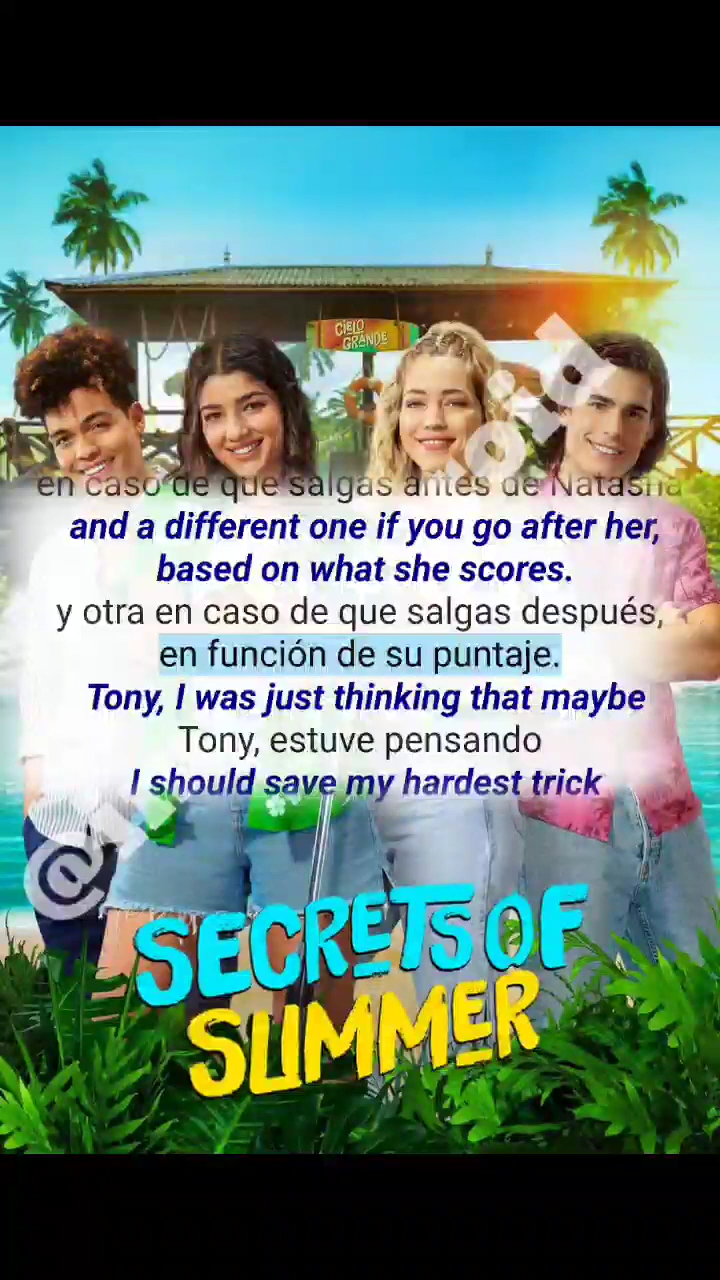 CIELO
GRANDE
en caso de que salgas antes de Natasha
and a different one if you go after her,
based on what she scores.
y otra en caso de que salgas después,
en función de su puntaje.
Tony, I was just thinking that maybe
Tony, estuve pensando
I should save my hardest trick
SECRETS OF
SUMMER